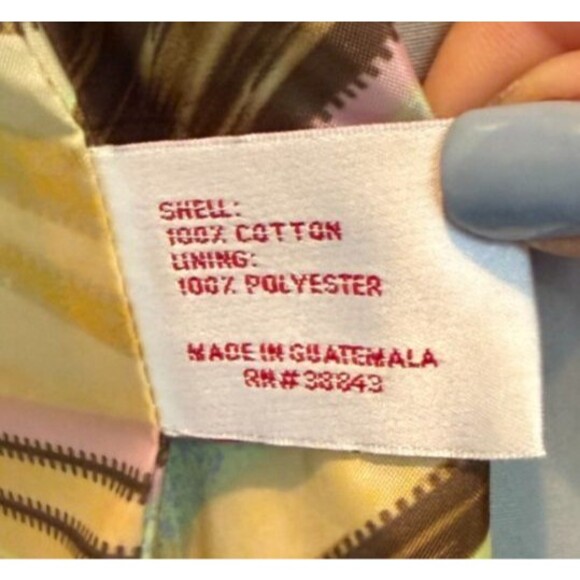 SHELL:
100% COTTON
LINING:
100% POLYESTER
MADE IN GUATEMALA
RN#38843